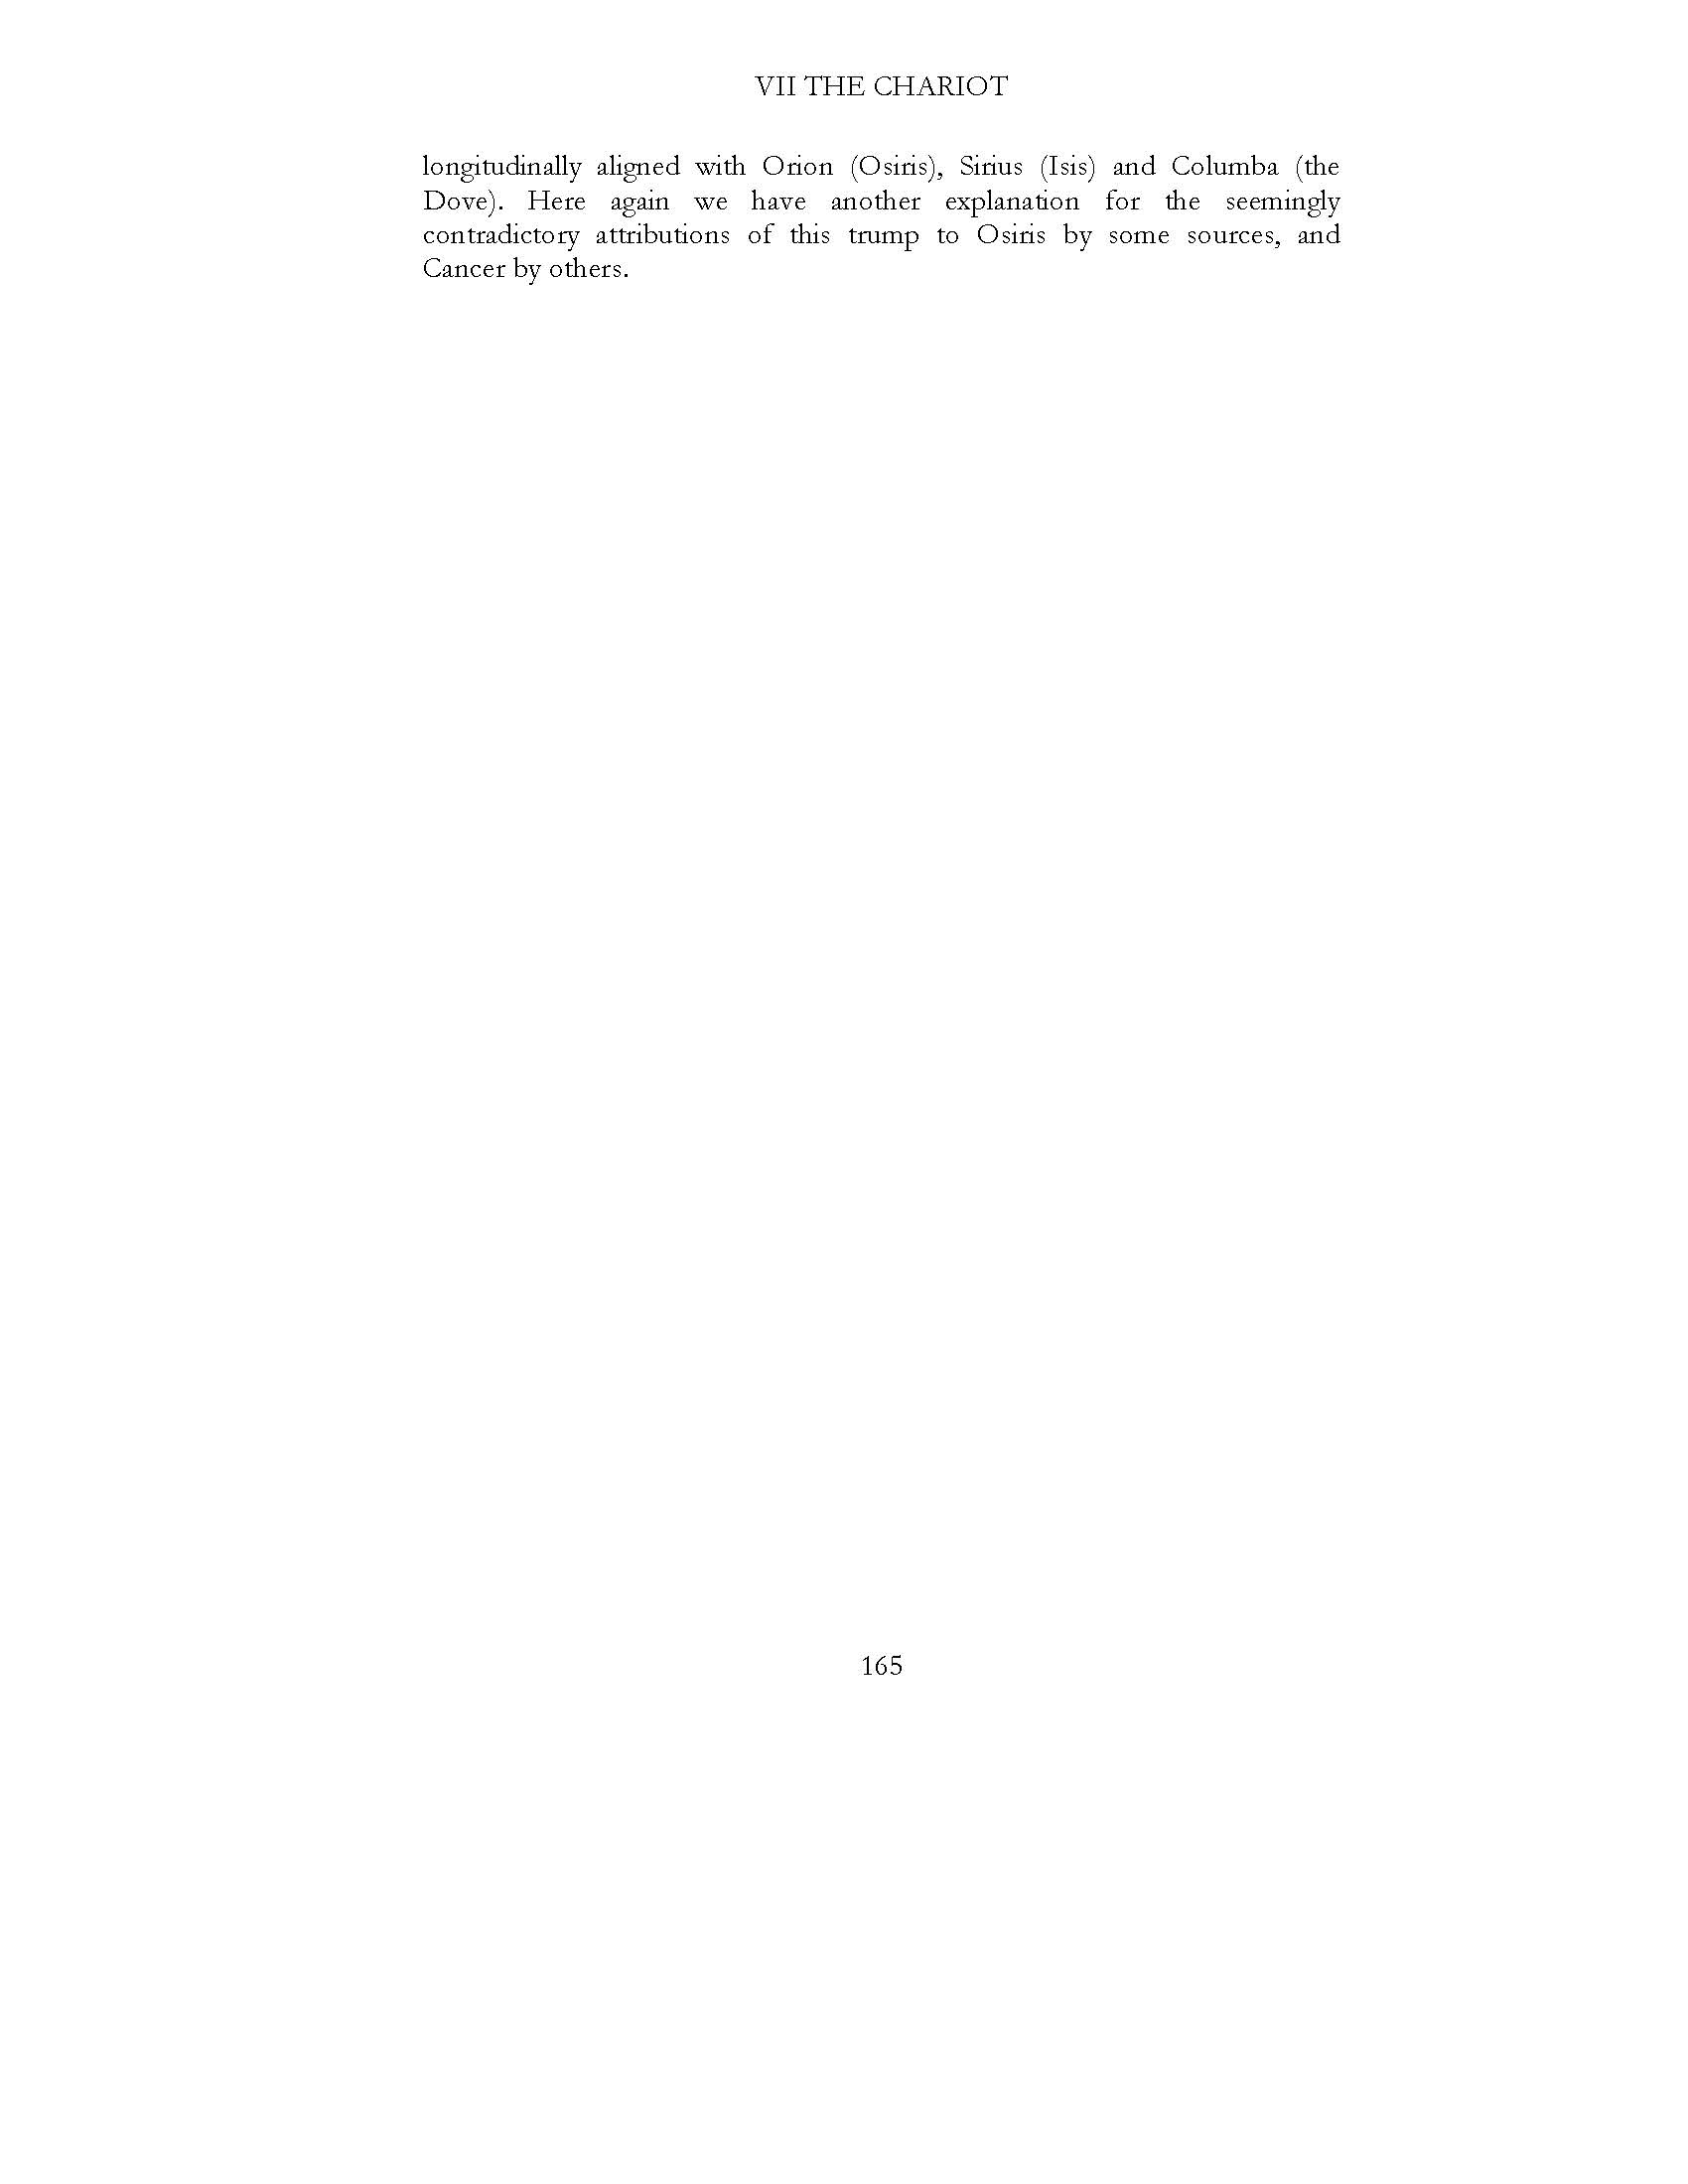 VII THE CHARIOT
longitudinally aligned with Orion (Osiris), Sirius (Isis) and Columba (the
Dove). Here again we have another explanation for the seemingly
contradictory attributions of this trump to Osiris by some sources, and
Cancer by others.
165